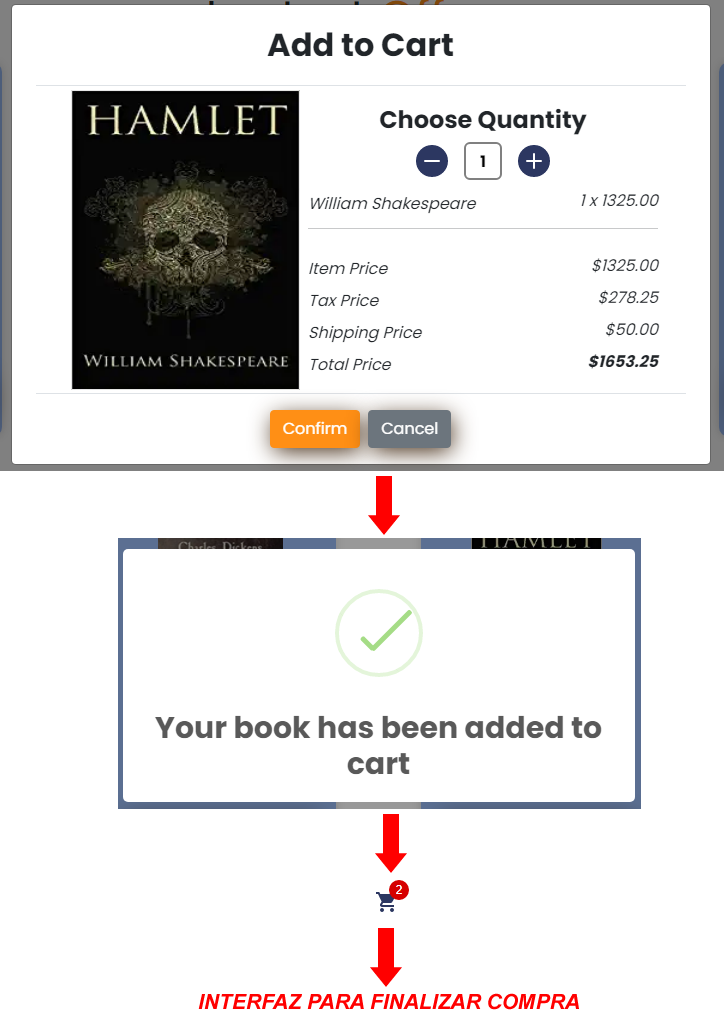 Add to Cart
HAMLET
WILLIAM SHAKESPEARE
Choose Quantity
1
William Shakespeare 1 x 1325.00
Item Price $1325.00
Tax Price $278.25
Shipping Price $50.00
Total Price $1653.25
Confirm Cancel
Charles Dickens HAMLET
Your book has been added to
cart
2
INTERFAZ PARA FINALIZAR COMPRA